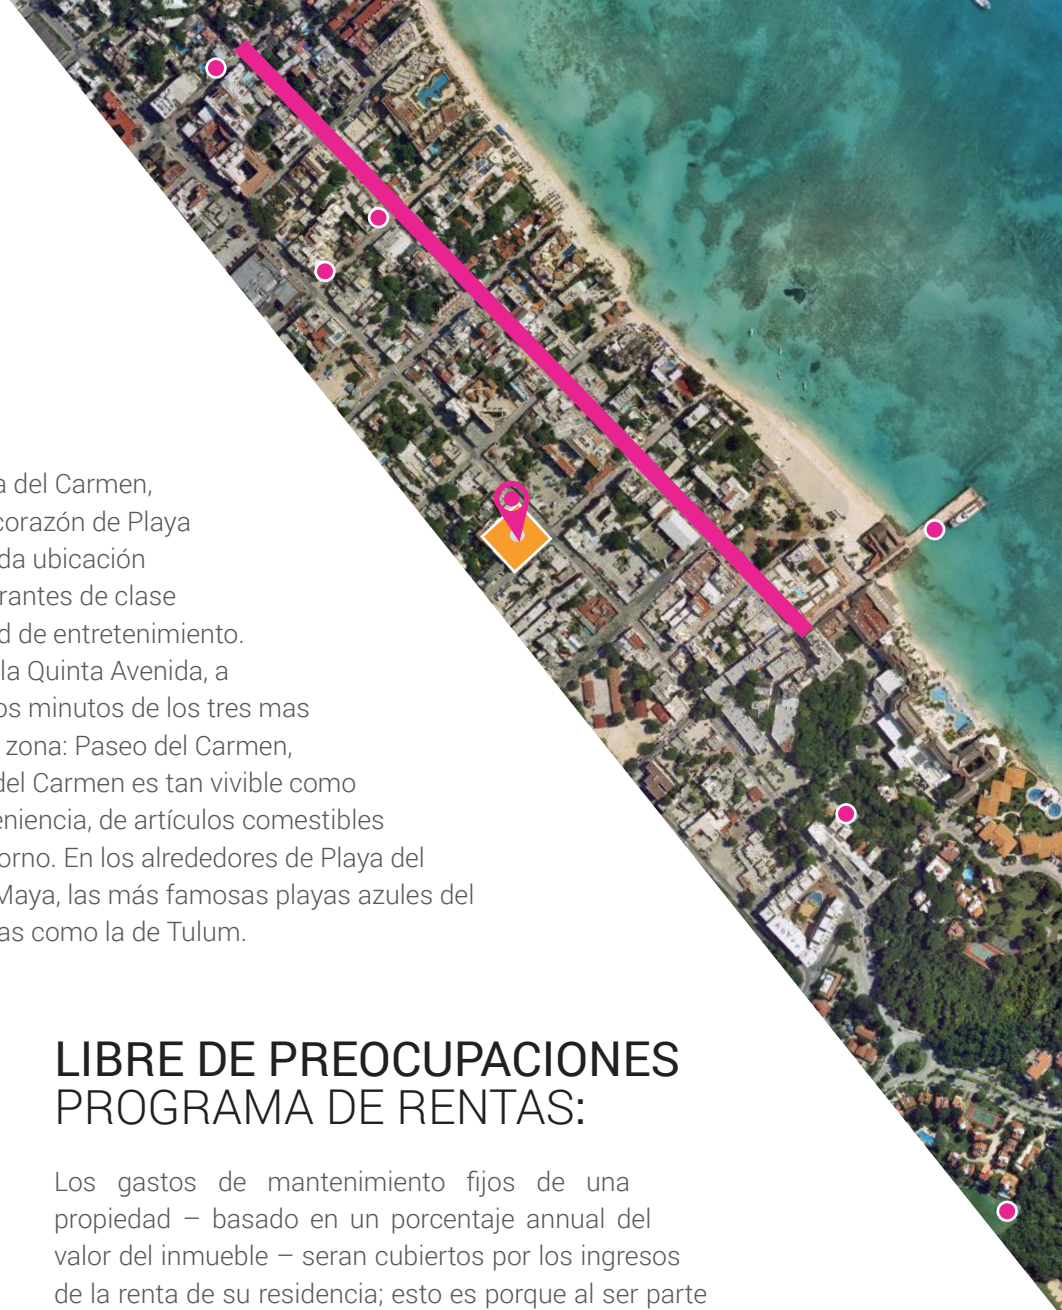 a del Carmen,
corazón de Playa
da ubicación
rantes de clase
d de entretenimiento.
la Quinta Avenida, a
os minutos de los tres mas
zona: Paseo del Carmen,
del Carmen es tan vivible como
eniencia, de artículos comestibles
orno. En los alrededores de Playa del
Maya, las más famosas playas azules del
as como la de Tulum.
LIBRE DE PREOCUPACIONES
PROGRAMA DE RENTAS:
Los gastos de mantenimiento fijos de una
propiedad – basado en un porcentaje annual del
valor del inmueble – seran cubiertos por los ingresos
de la renta de su residencia; esto es porque al ser parte